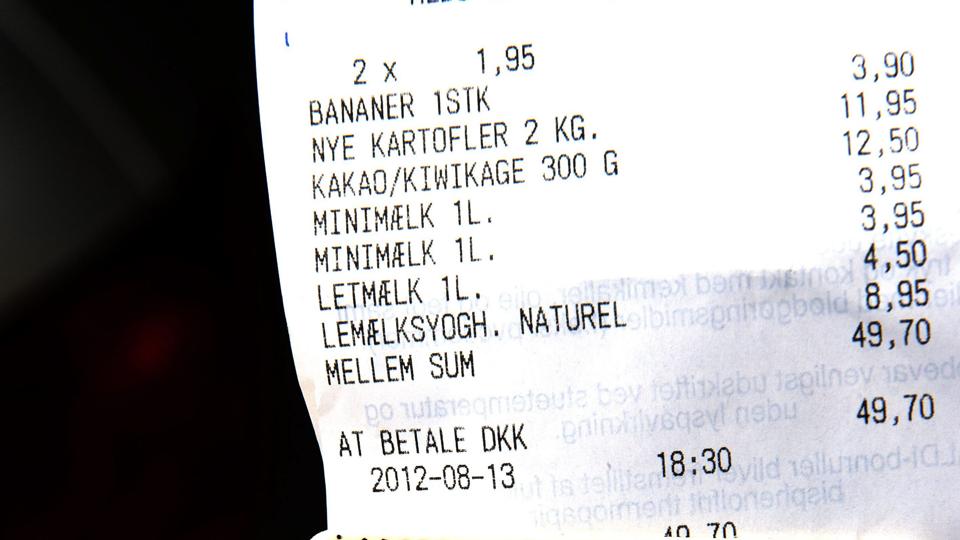 2 x 1,95
BANANER 1STK 3,90
NYE KARTOFLER 2 KG. 11,95
KAKAO/KIWIKAGE 300 G 12,50
MINIMÆLK 1L. 3,95
MINIMÆLK 1L. 3,95
LETMÆLK 1L. 4,50
LEMÆLKSYOGH. NATUREL 8,95
MELLEM SUM 49,70
AT BETALE DKK 49,70
2012-08-13 18:30
49,70